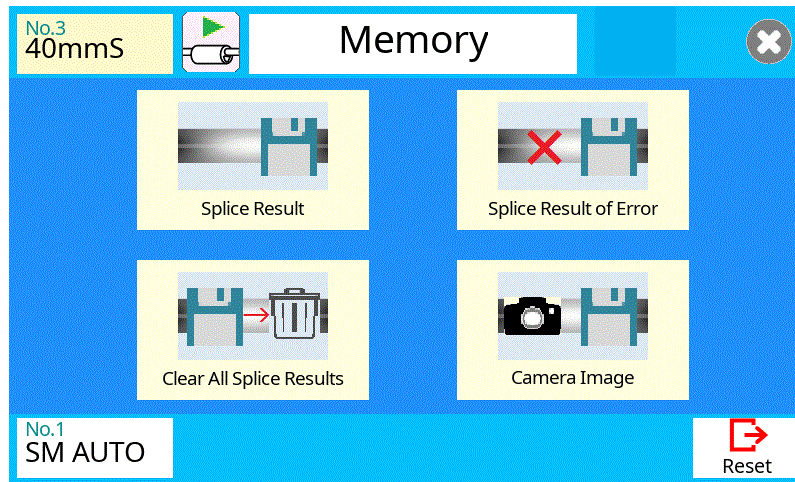 No.3
40mmS
Memory
Splice Result
Splice Result of Error
Clear All Splice Results
Camera Image
No.1
SM AUTO
Reset